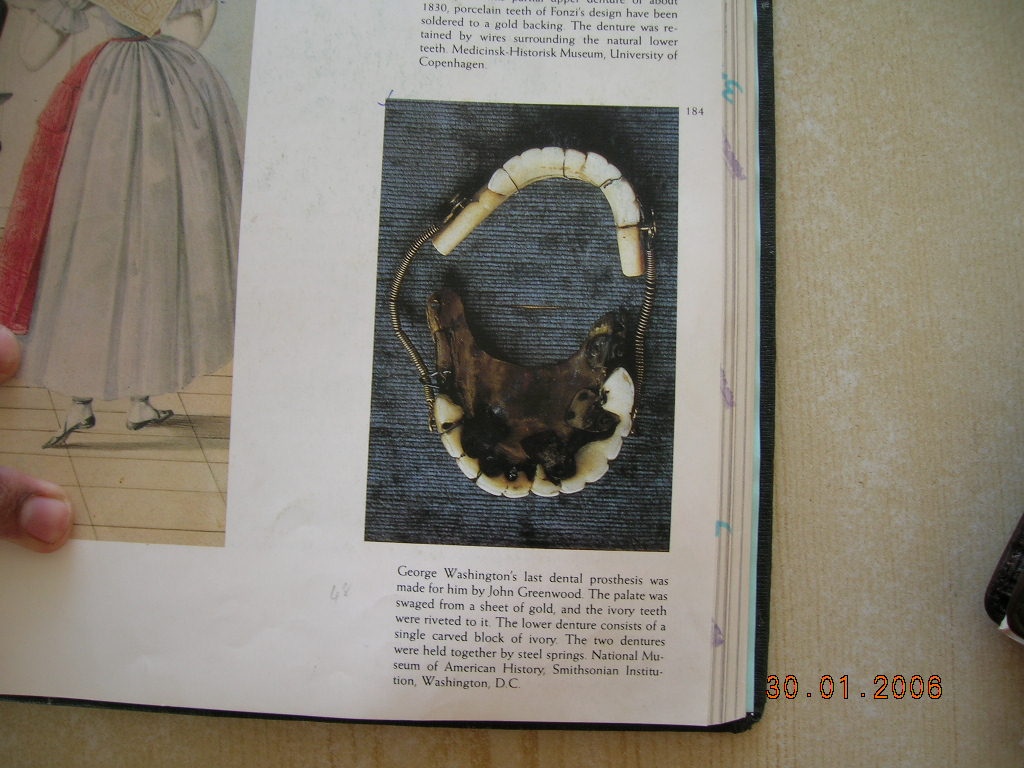 1830, porcelain teeth of Fonzi's design have been
soldered to a gold backing. The denture was re-
tained by wires surrounding the natural lower
teeth. Medicinsk-Historisk Museum, University of
Copenhagen.
184
George Washington's last dental prosthesis was
made for him by John Greenwood. The palate was
swaged from a sheet of gold, and the ivory teeth
were riveted to it. The lower denture consists of a
single carved block of ivory. The two dentures
were held together by steel springs. National Mu-
seum of American History, Smithsonian Institu-
tion, Washington, D.C.
48
30.01.2006